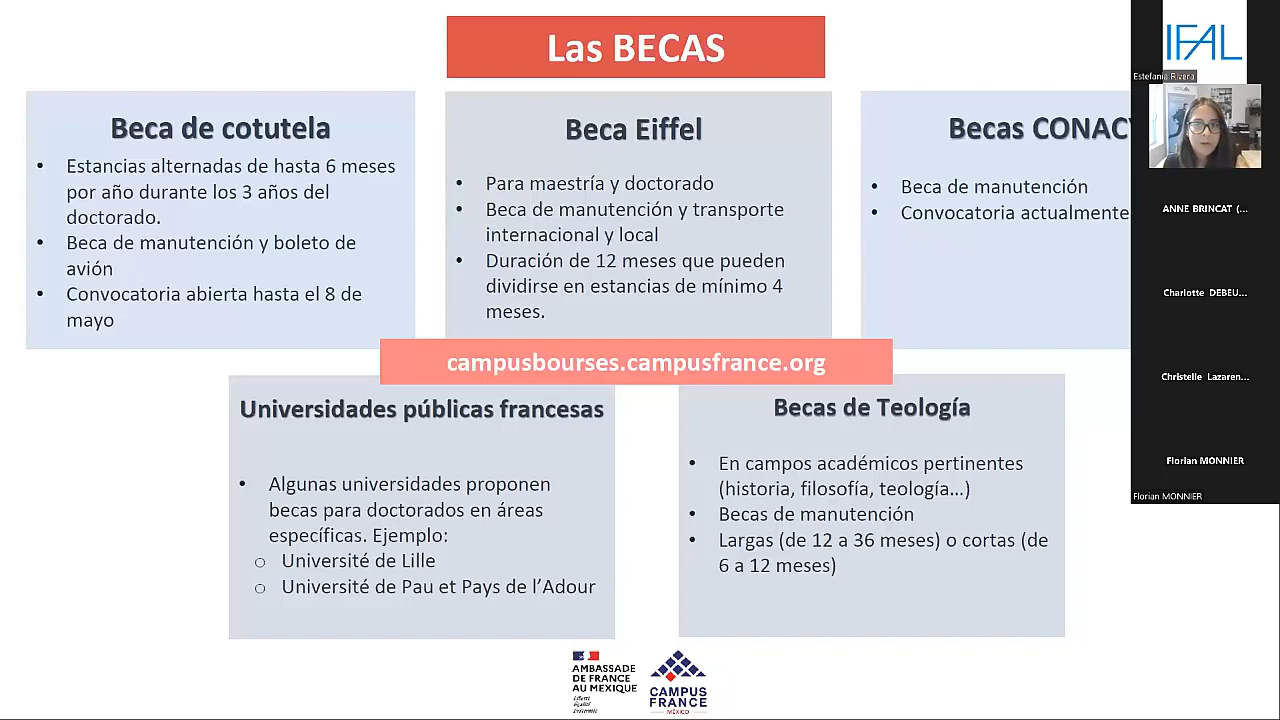 Las BECAS
Beca de cotutela
• Estancias alternadas de hasta 6 meses
por año durante los 3 años del
doctorado.
• Beca de manutención y boleto de
avión
• Convocatoria abierta hasta el 8 de
mayo
Beca Eiffel
• Para maestría y doctorado
• Beca de manutención y transporte
internacional y local
• Duración de 12 meses que pueden
dividirse en estancias de mínimo 4
meses.
Becas CONAC
• Beca de manutención
• Convocatoria actualmente
campusbourses.campusfrance.org
Universidades públicas francesas
• Algunas universidades proponen
becas para doctorados en áreas
específicas. Ejemplo:
o Université de Lille
o Université de Pau et Pays de l’Adour
Becas de Teología
• En campos académicos pertinentes
(historia, filosofía, teología…)
• Becas de manutención
• Largas (de 12 a 36 meses) o cortas (de
6 a 12 meses)
AMBASSADE
DE FRANCE
AU MEXIQUE
Liberté
Égalité
Fraternité
CAMPUS
FRANCE
MÉXICO
IFAL
Estefania Rivera
ANNE BRINCAT (...
Charlotte DEBEU...
Christelle Lazaren...
Florian MONNIER
Florian MONNIER